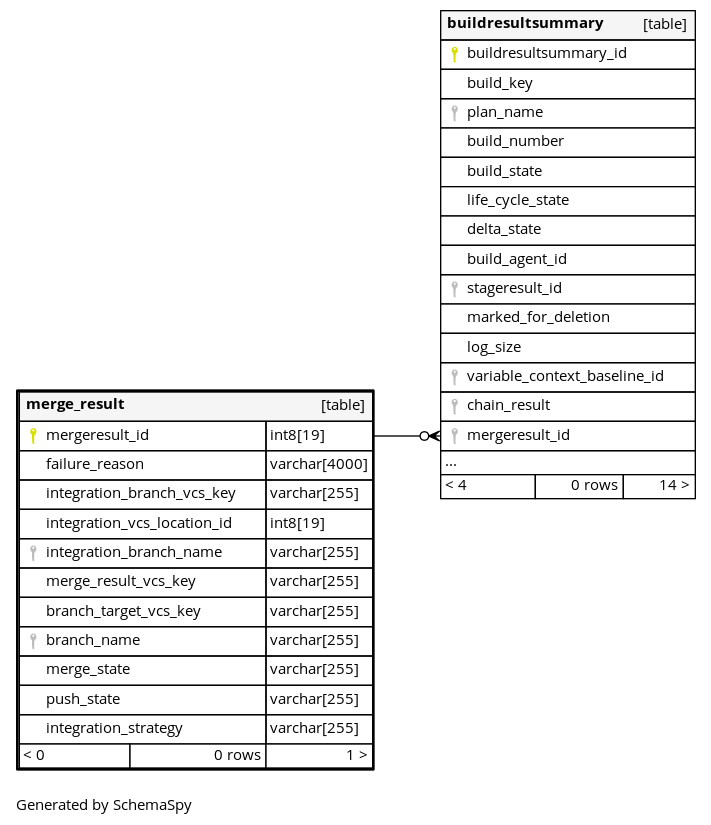 buildresultsummary [table]
buildresultsummary_id
build_key
plan_name
build_number
build_state
life_cycle_state
delta_state
build_agent_id
stageresult_id
marked_for_deletion
log_size
variable_context_baseline_id
chain_result
mergeresult_id
...
< 4 0 rows 14 >
merge_result [table]
mergeresult_id int8[19]
failure_reason varchar[4000]
integration_branch_vcs_key varchar[255]
integration_vcs_location_id int8[19]
integration_branch_name varchar[255]
merge_result_vcs_key varchar[255]
branch_target_vcs_key varchar[255]
branch_name varchar[255]
merge_state varchar[255]
push_state varchar[255]
integration_strategy varchar[255]
< 0 0 rows 1 >
Generated by SchemaSpy